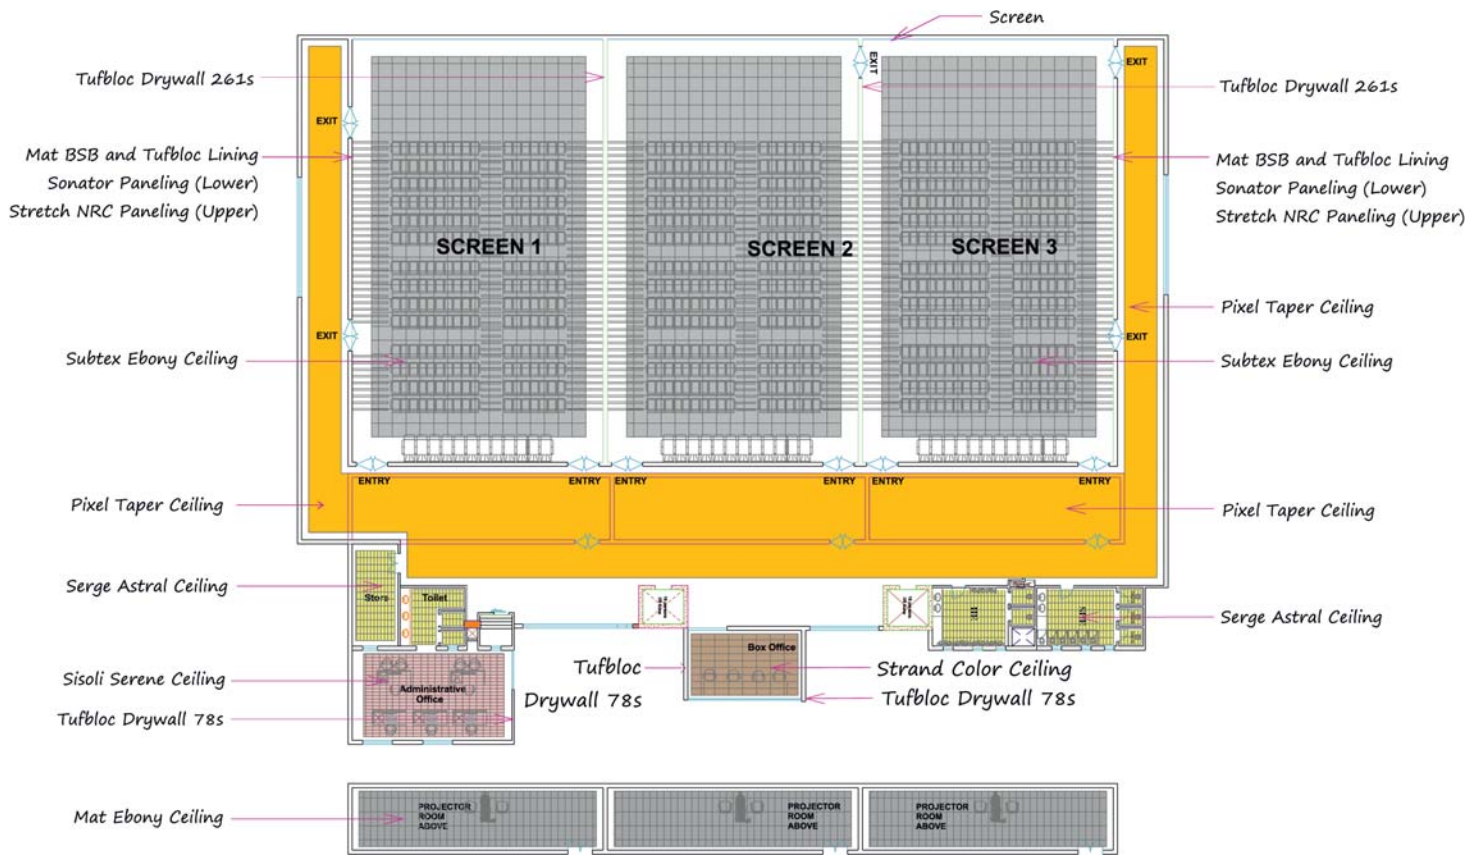 Screen
Tufbloc Drywall 261s
Tufbloc Drywall 261s
EXIT
EXIT
EXIT
EXIT
Mat BSB and Tufbloc Lining
Sonator Paneling (Lower)
Stretch NRC Paneling (Upper)
Mat BSB and Tufbloc Lining
Sonator Paneling (Lower)
Stretch NRC Paneling (Upper)
SCREEN 1
SCREEN 2
SCREEN 3
Pixel Taper Ceiling
EXIT
Subtex Ebony Ceiling
Subtex Ebony Ceiling
ENTRY
ENTRY
ENTRY
ENTRY
ENTRY
ENTRY
Pixel Taper Ceiling
Pixel Taper Ceiling
Serge Astral Ceiling
Store
Toilet
Serge Astral Ceiling
Box Office
Tufbloc
Drywall 78s
Strand Color Ceiling
Tufbloc Drywall 78s
Sisoli Serene Ceiling
Administrative
Office
Tufbloc Drywall 78s
Mat Ebony Ceiling
PROJECTOR
ROOM
ABOVE
PROJECTOR
ROOM
ABOVE
PROJECTOR
ROOM
ABOVE